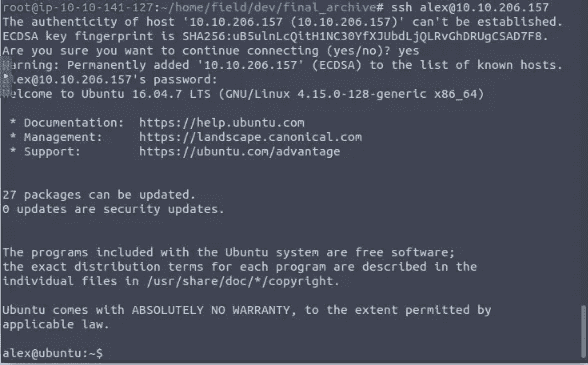 root@ip-10-10-141-127:~/home/field/dev/final_archive# ssh alex@10.10.206.157
The authenticity of host '10.10.206.157 (10.10.206.157)' can't be established.
ECDSA key fingerprint is SHA256:uB5ulnLcQitH1NC30YfXJUbdLjQLRvGhDRUgCSAD7F8.
Are you sure you want to continue connecting (yes/no)? yes
arning: Permanently added '10.10.206.157' (ECDSA) to the list of known hosts.
lex@10.10.206.157's password:
elcome to Ubuntu 16.04.7 LTS (GNU/Linux 4.15.0-128-generic x86_64)
* Documentation: https://help.ubuntu.com
* Management: https://landscape.canonical.com
* Support: https://ubuntu.com/advantage
27 packages can be updated.
0 updates are security updates.
The programs included with the Ubuntu system are free software;
the exact distribution terms for each program are described in the
individual files in /usr/share/doc/*/copyright.
Ubuntu comes with ABSOLUTELY NO WARRANTY, to the extent permitted by
applicable law.
alex@ubuntu:~$